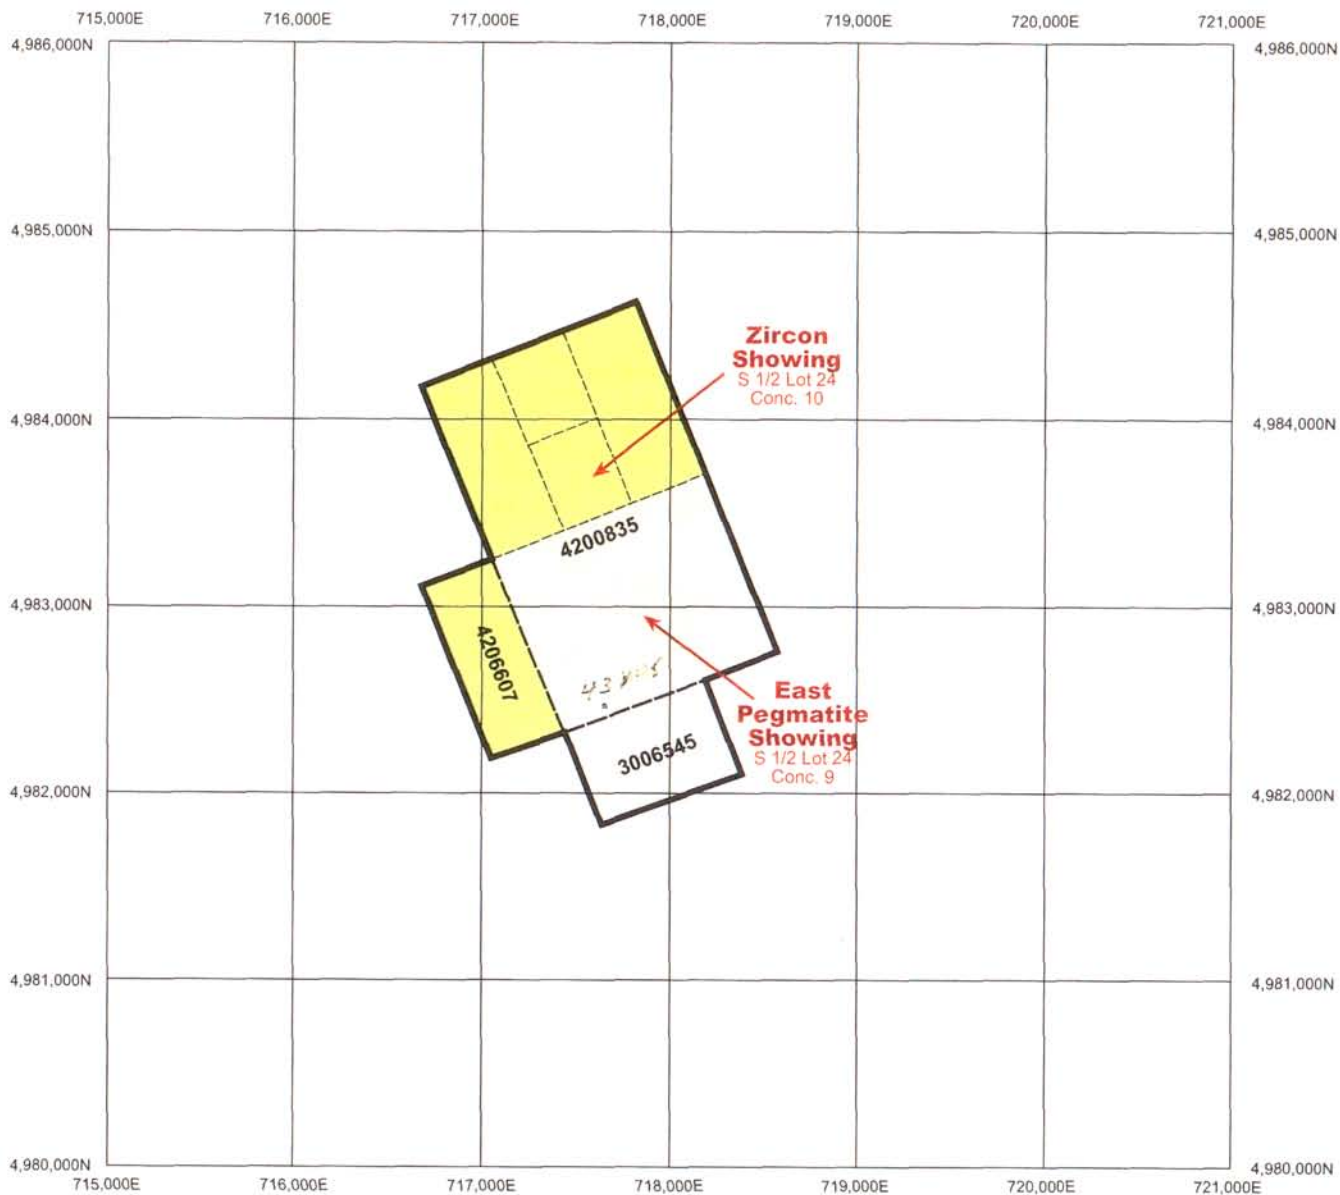 715,000E 716,000E 717,000E 718,000E 719,000E 720,000E 721,000E
4,986,000N 4,986,000N
4,985,000N 4,985,000N
Zircon
Showing
S 1/2 Lot 24
Conc. 10
4,984,000N 4,984,000N
4200835
4,983,000N 4,983,000N
4206607
East
Pegmatite
Showing
S 1/2 Lot 24
Conc. 9
3006545
4,982,000N 4,982,000N
4,981,000N 4,981,000N
4,980,000N 4,980,000N
715,000E 716,000E 717,000E 718,000E 719,000E 720,000E 721,000E